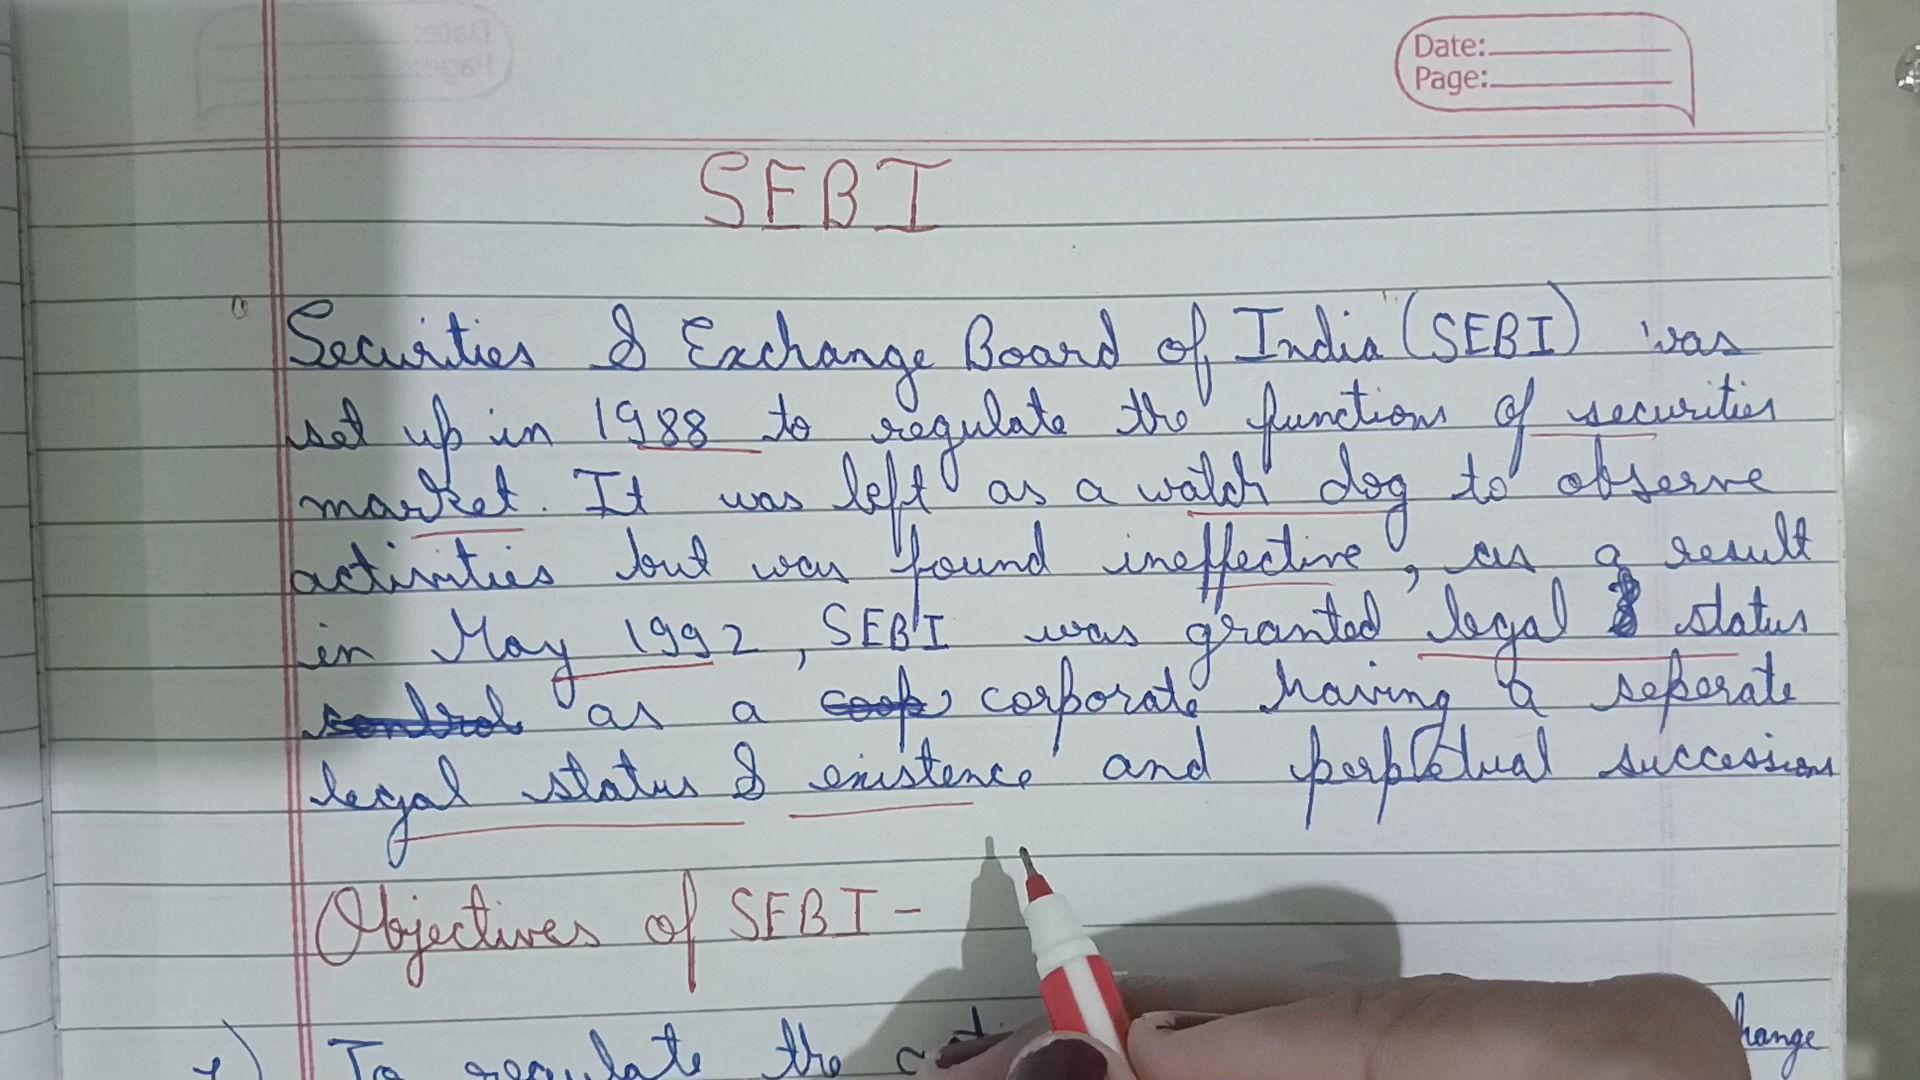 Date:
Page:
SEBI
Securities & Exchange Board of India (SEBI) was
set up in 1988 to regulate the functions of securities
market. It was left as a watch dog to observe
activities but was found ineffective, as a result
in May 1992, SEBI was granted legal status
as a corporate having a seperate
legal status & existence and perpetual succession
Objectives of SEBI -
1) To regulate the